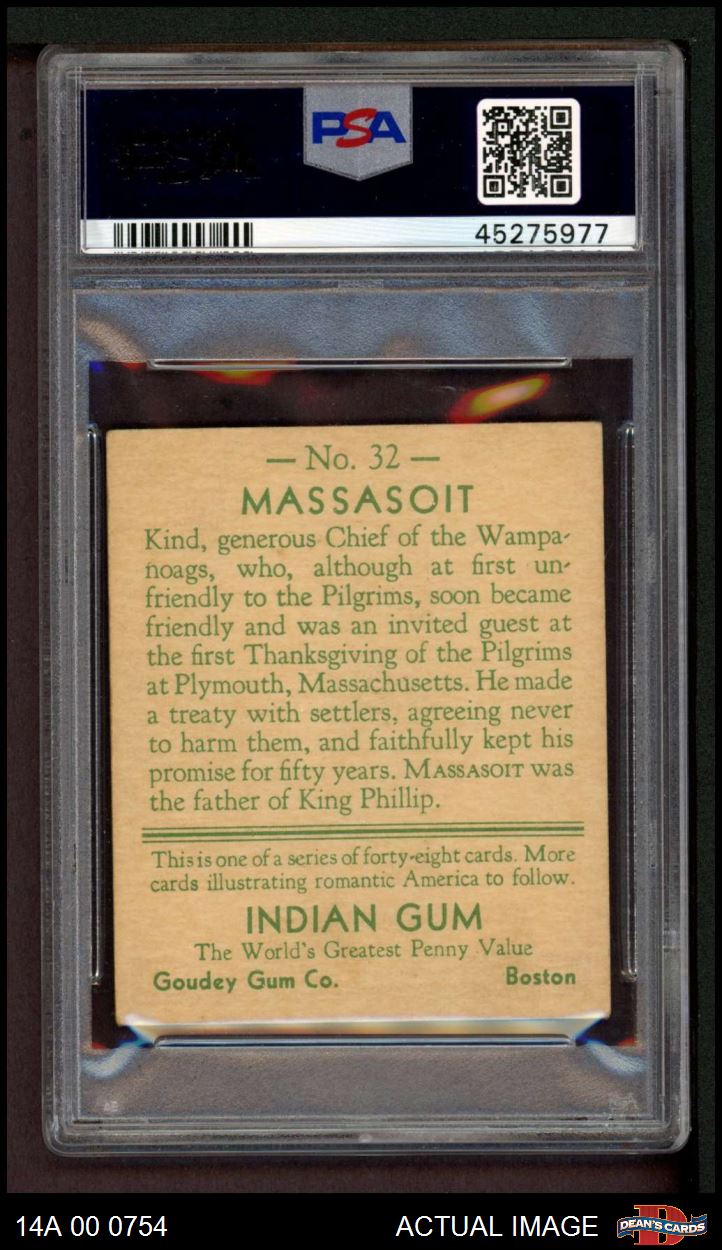 PSA
45275977
— No. 32 —
MASSASOIT
Kind, generous Chief of the Wampa-
noags, who, although at first un-
friendly to the Pilgrims, soon became
friendly and was an invited guest at
the first Thanksgiving of the Pilgrims
at Plymouth, Massachusetts. He made
a treaty with settlers, agreeing never
to harm them, and faithfully kept his
promise for fifty years. MASSASOIT was
the father of King Phillip.
This is one of a series of forty-eight cards. More
cards illustrating romantic America to follow.
INDIAN GUM
The World's Greatest Penny Value
Goudey Gum Co. Boston
14A 00 0754 ACTUAL IMAGE DEAN'S CARDS